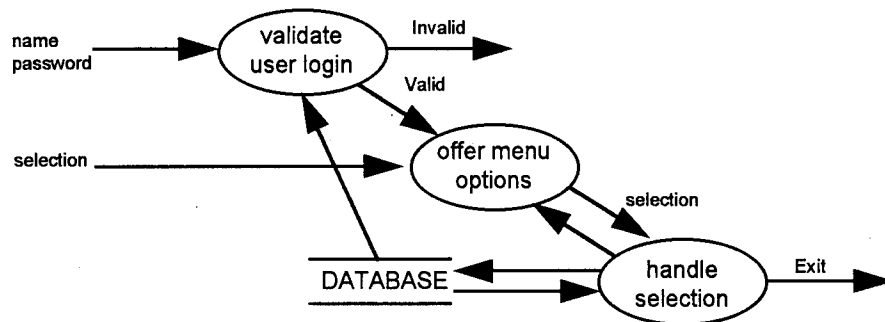 name
password
validate
user login
Invalid
Valid
selection
offer menu
options
selection
DATABASE
handle
selection
Exit